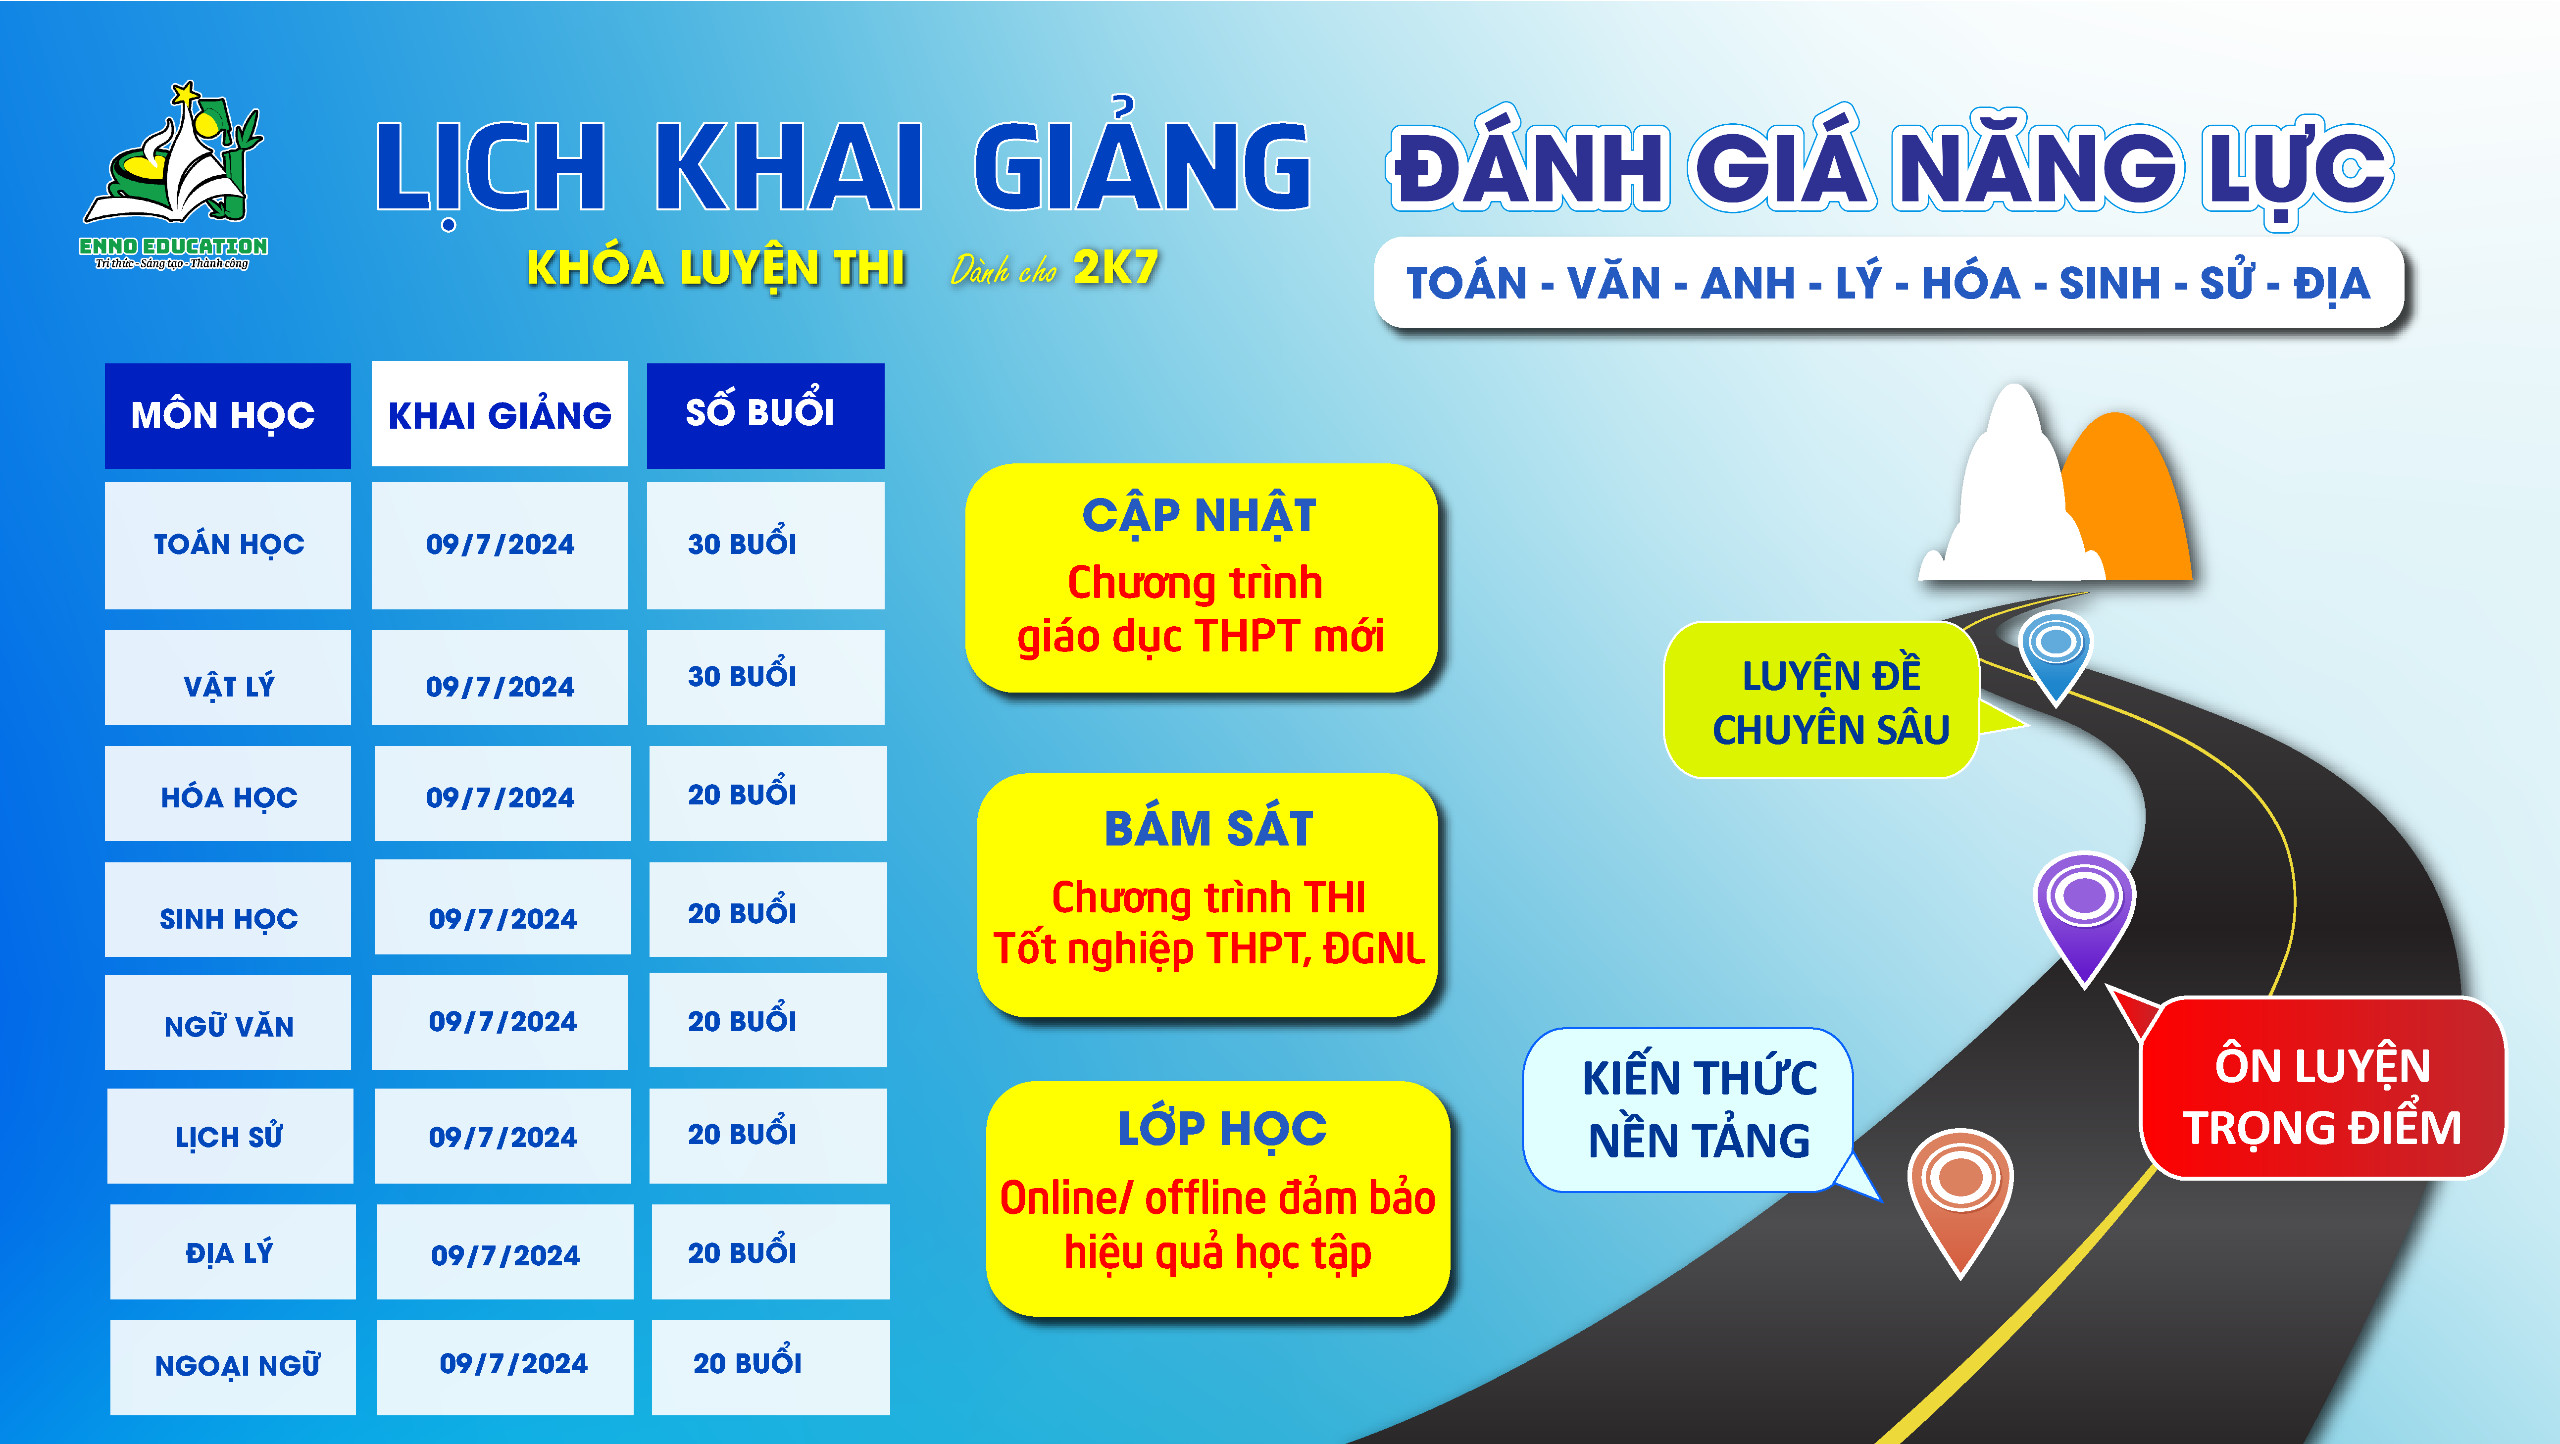 ENNO EDUCATION
Tri thức - Sáng tạo - Thành công
LỊCH KHAI GIẢNG
KHÓA LUYỆN THI Dành cho 2K7
ĐÁNH GIÁ NĂNG LỰC
TOÁN - VĂN - ANH - LÝ - HÓA - SINH - SỬ - ĐỊA
MÔN HỌC KHAI GIẢNG SỐ BUỔI
TOÁN HỌC 09/7/2024 30 BUỔI
VẬT LÝ 09/7/2024 30 BUỔI
HÓA HỌC 09/7/2024 20 BUỔI
SINH HỌC 09/7/2024 20 BUỔI
NGỮ VĂN 09/7/2024 20 BUỔI
LỊCH SỬ 09/7/2024 20 BUỔI
ĐỊA LÝ 09/7/2024 20 BUỔI
NGOẠI NGỮ 09/7/2024 20 BUỔI
CẬP NHẬT
Chương trình
giáo dục THPT mới
BÁM SÁT
Chương trình THI
Tốt nghiệp THPT, ĐGNL
LỚP HỌC
Online/ offline đảm bảo
hiệu quả học tập
LUYỆN ĐỀ
CHUYÊN SÂU
KIẾN THỨC
NỀN TẢNG
ÔN LUYỆN
TRỌNG ĐIỂM